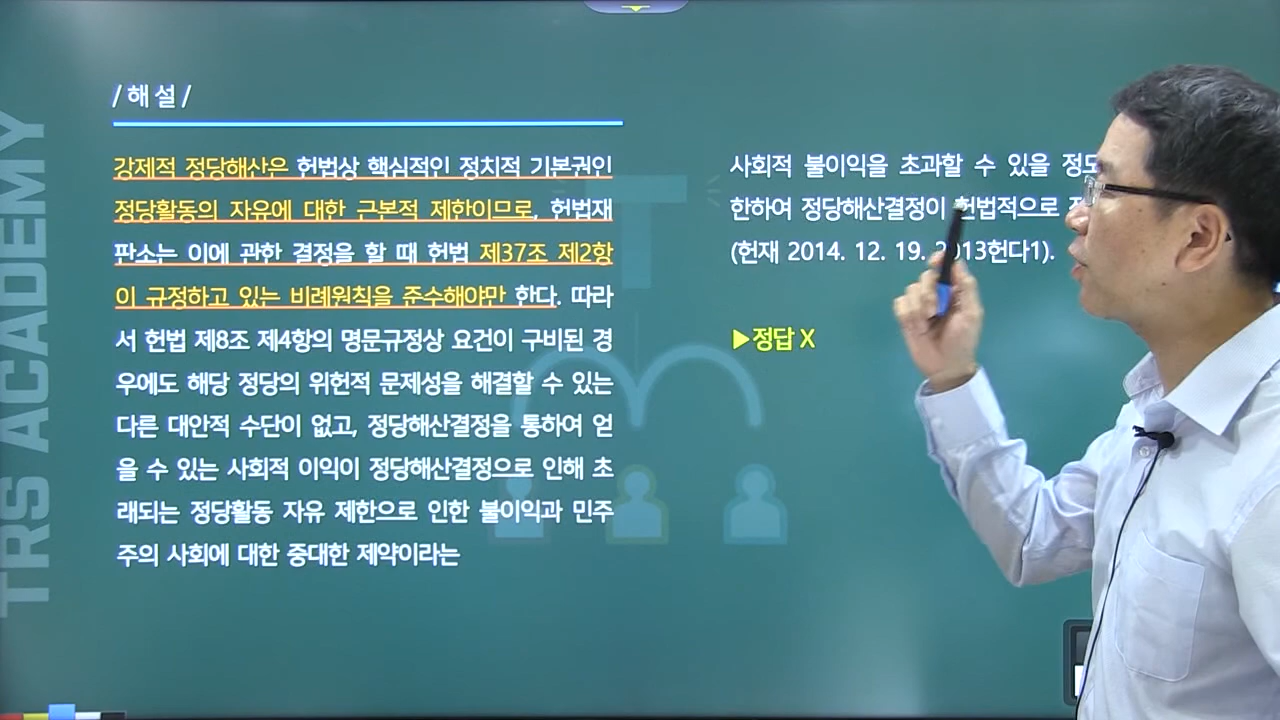 TRS ACADEMY
/ 해 설 /
강제적 정당해산은 헌법상 핵심적인 정치적 기본권인
정당활동의 자유에 대한 근본적 제한이므로, 헌법재
판소는 이에 관한 결정을 할 때 헌법 제37조 제2항
이 규정하고 있는 비례원칙을 준수해야만 한다. 따라
서 헌법 제8조 제4항의 명문규정상 요건이 구비된 경
우에도 해당 정당의 위헌적 문제성을 해결할 수 있는
다른 대안적 수단이 없고, 정당해산결정을 통하여 얻
을 수 있는 사회적 이익이 정당해산결정으로 인해 초
래되는 정당활동 자유 제한으로 인한 불이익과 민주
주의 사회에 대한 중대한 제약이라는
사회적 불이익을 초과할 수 있을
한하여 정당해산결정이 헌법적으로
(헌재 2014. 12. 19. 2013헌다1).
▶정답 X